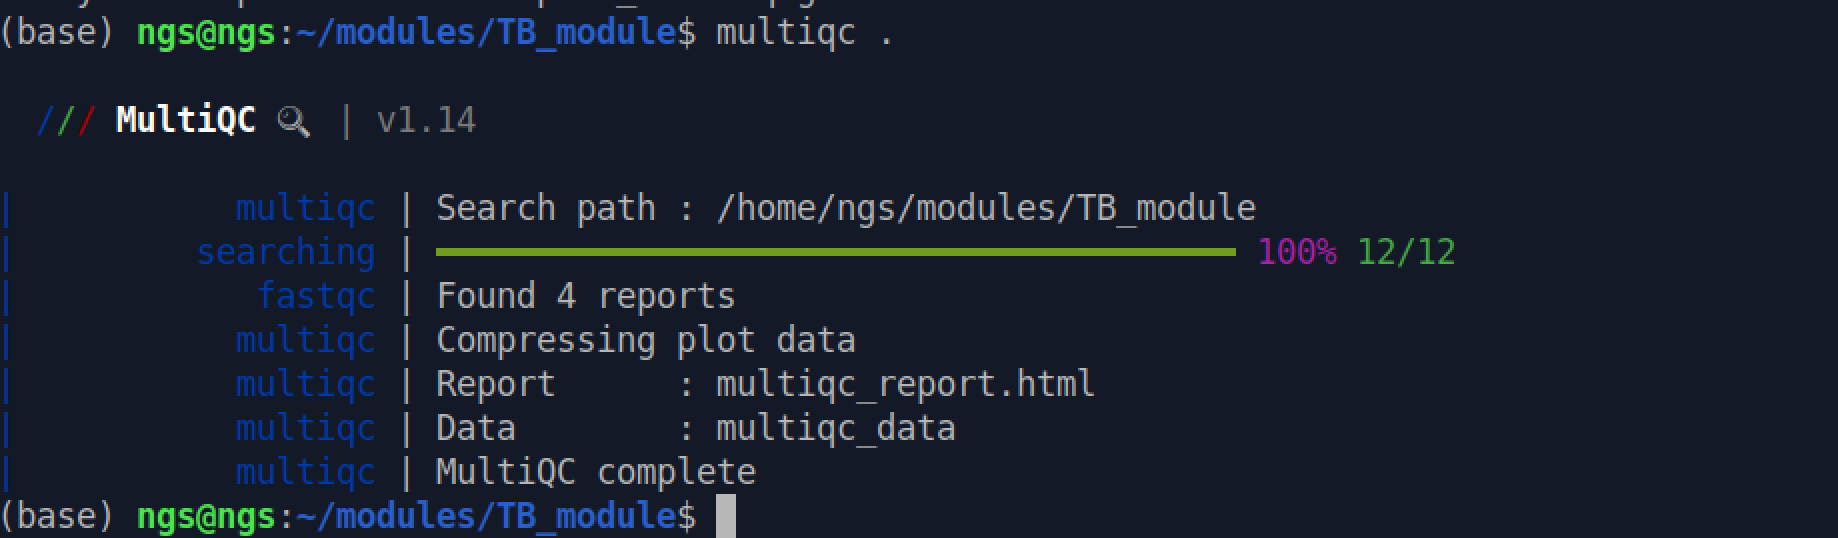 (base) ngs@ngs:~/modules/TB_module$ multiqc .
/// MultiQC 🔍 | v1.14
| multiqc | Search path : /home/ngs/modules/TB_module
| searching | 100% 12/12
| fastqc | Found 4 reports
| multiqc | Compressing plot data
| multiqc | Report : multiqc_report.html
| multiqc | Data : multiqc_data
| multiqc | MultiQC complete
(base) ngs@ngs:~/modules/TB_module$